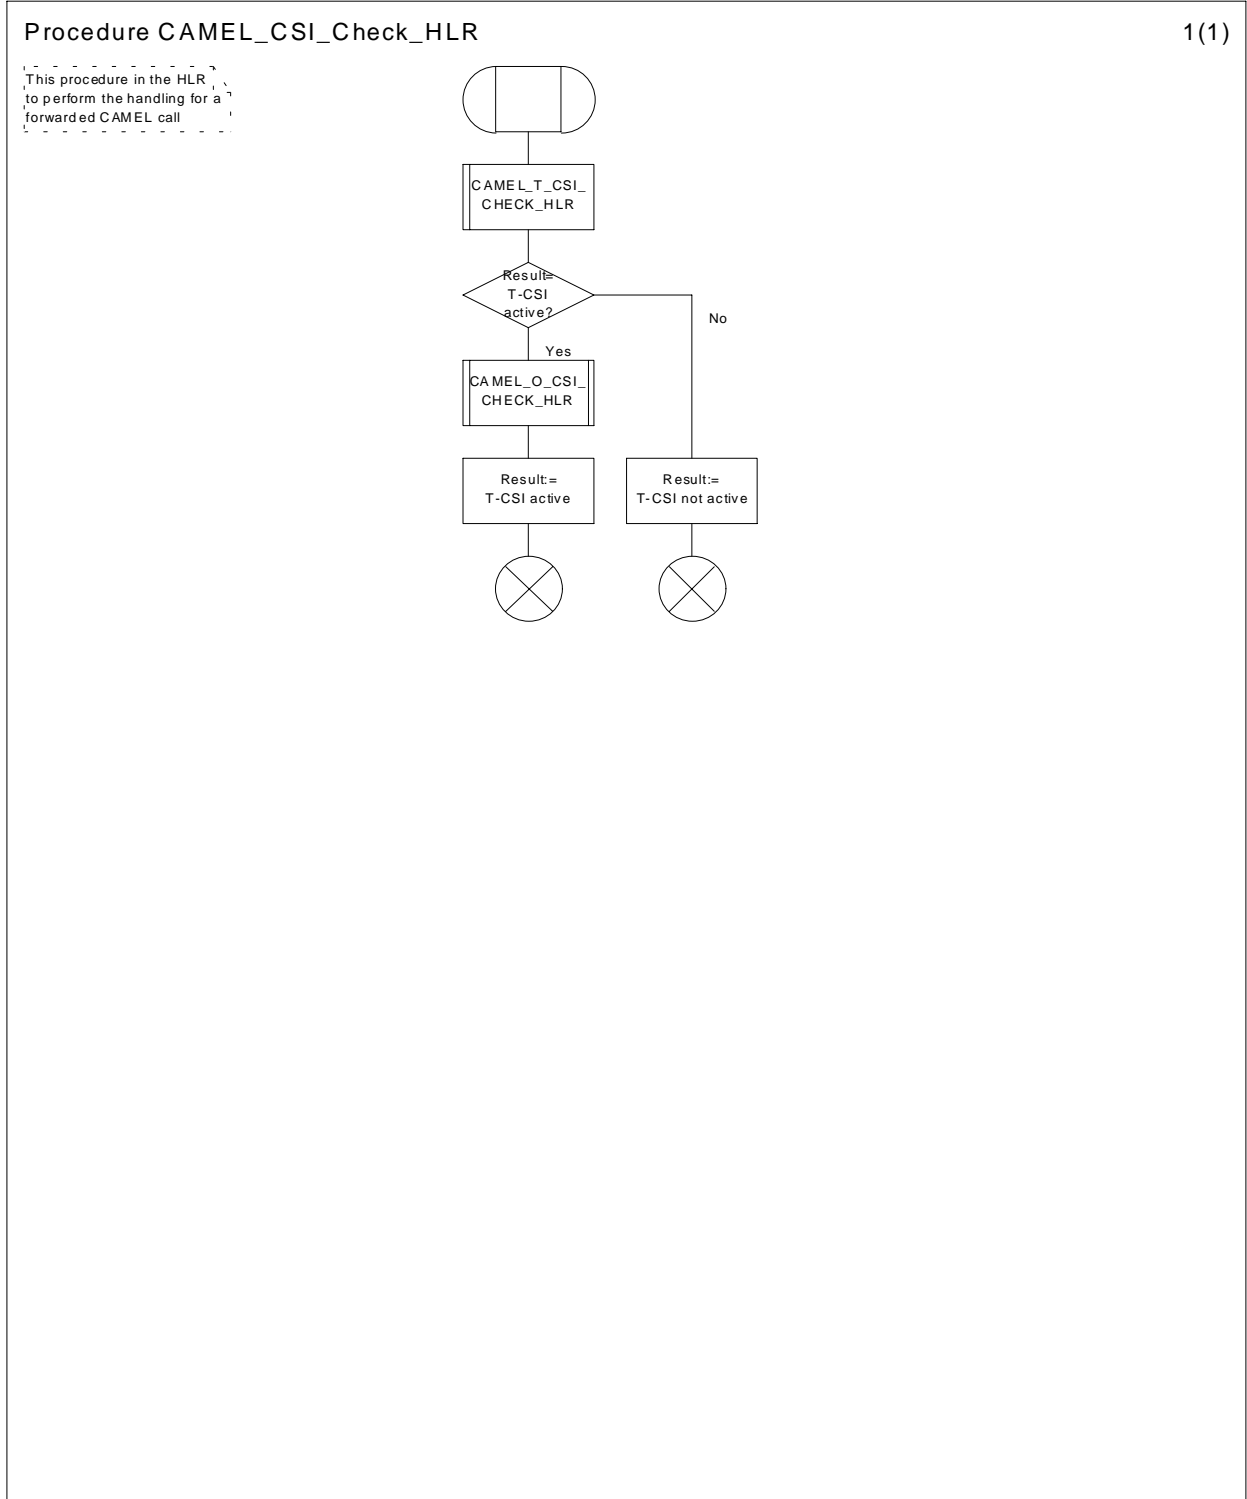 Procedure CAMEL_CSI_Check_HLR
1(1)
This procedure in the HLR
to perform the handling for a
forwarded CAMEL call
CAMEL_T_CSI_
CHECK_HLR
Result=
T-CSI
active?
No
Yes
CAMEL_O_CSI_
CHECK_HLR
Result:=
T-CSI active
Result:=
T-CSI not active